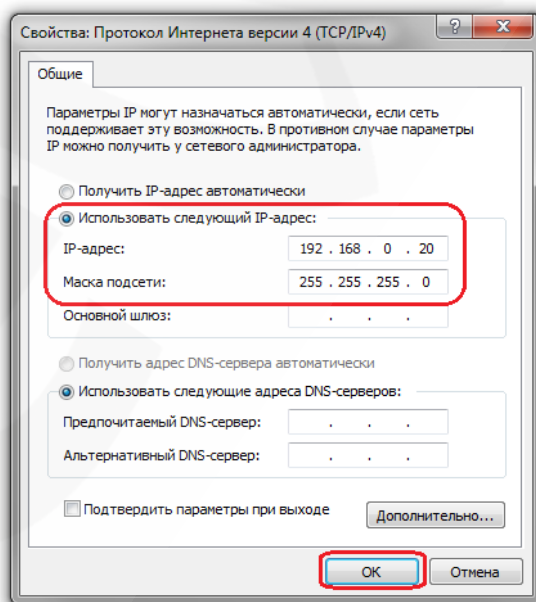 Свойства: Протокол Интернета версии 4 (TCP/IPv4)
Общие
Параметры IP могут назначаться автоматически, если сеть
поддерживает эту возможность. В противном случае параметры
IP можно получить у сетевого администратора.
Получить IP-адрес автоматически
Использовать следующий IP-адрес:
IP-адрес: 192 . 168 . 0 . 20
Маска подсети: 255 . 255 . 255 . 0
Основной шлюз: . . .
Получить адрес DNS-сервера автоматически
Использовать следующие адреса DNS-серверов:
Предпочитаемый DNS-сервер: . . .
Альтернативный DNS-сервер: . . .
Подтвердить параметры при выходе
Дополнительно...
ОК Отмена